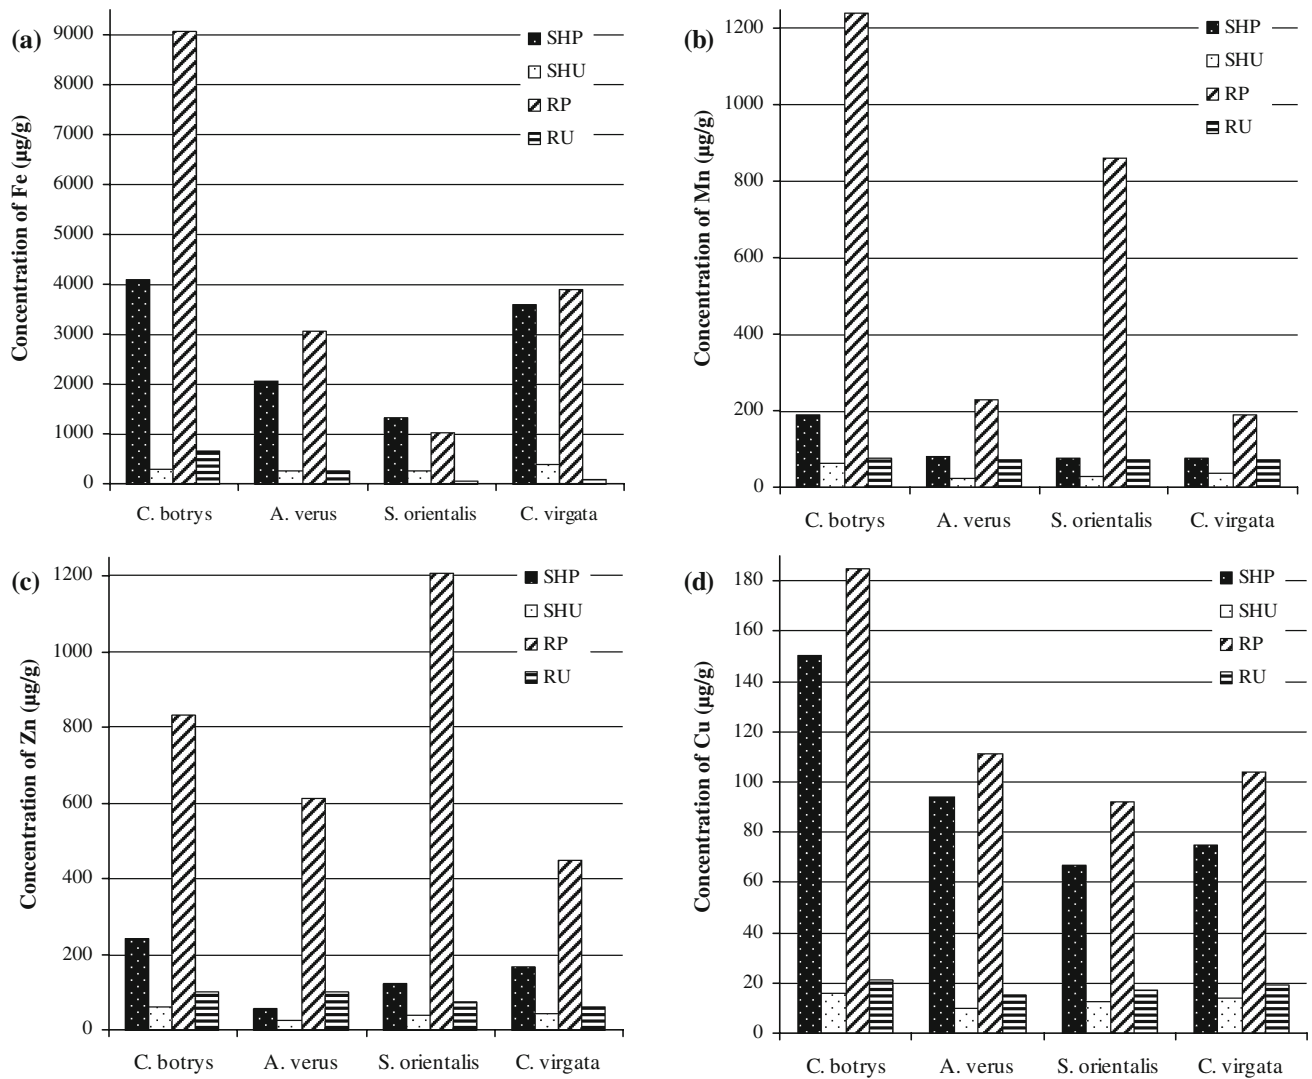 (a)
Concentration of Fe (µg/g)
9000
8000
7000
6000
5000
4000
3000
2000
1000
0
SHP
SHU
RP
RU
C. botrys A. verus S. orientalis C. virgata
(b)
Concentration of Mn (µg/g)
1200
1000
800
600
400
200
0
SHP
SHU
RP
RU
C. botrys A. verus S. orientalis C. virgata
(c)
Concentration of Zn (µg/g)
1200
1000
800
600
400
200
0
SHP
SHU
RP
RU
C. botrys A. verus S. orientalis C. virgata
(d)
Concentration of Cu (µg/g)
180
160
140
120
100
80
60
40
20
0
SHP
SHU
RP
RU
C. botrys A. verus S. orientalis C. virgata